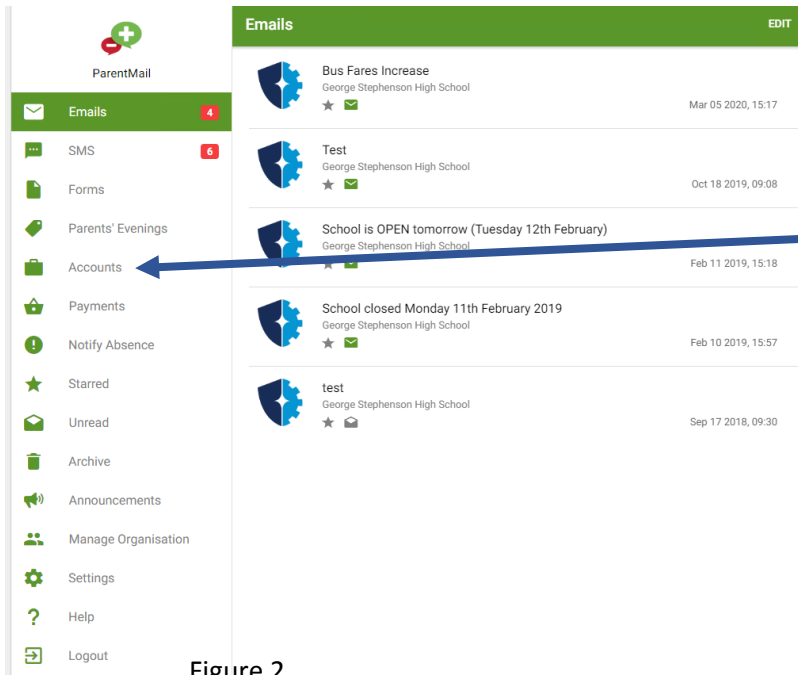 ParentMail
Emails 4
SMS 6
Forms
Parents' Evenings
Accounts
Payments
Notify Absence
Starred
Unread
Archive
Announcements
Manage Organisation
Settings
Help
Logout
Emails EDIT
Bus Fares Increase
George Stephenson High School
Mar 05 2020, 15:17
Test
George Stephenson High School
Oct 18 2019, 09:08
School is OPEN tomorrow (Tuesday 12th February)
George Stephenson High School
Feb 11 2019, 15:18
School closed Monday 11th February 2019
George Stephenson High School
Feb 10 2019, 15:57
test
George Stephenson High School
Sep 17 2018, 09:30
Figure 2